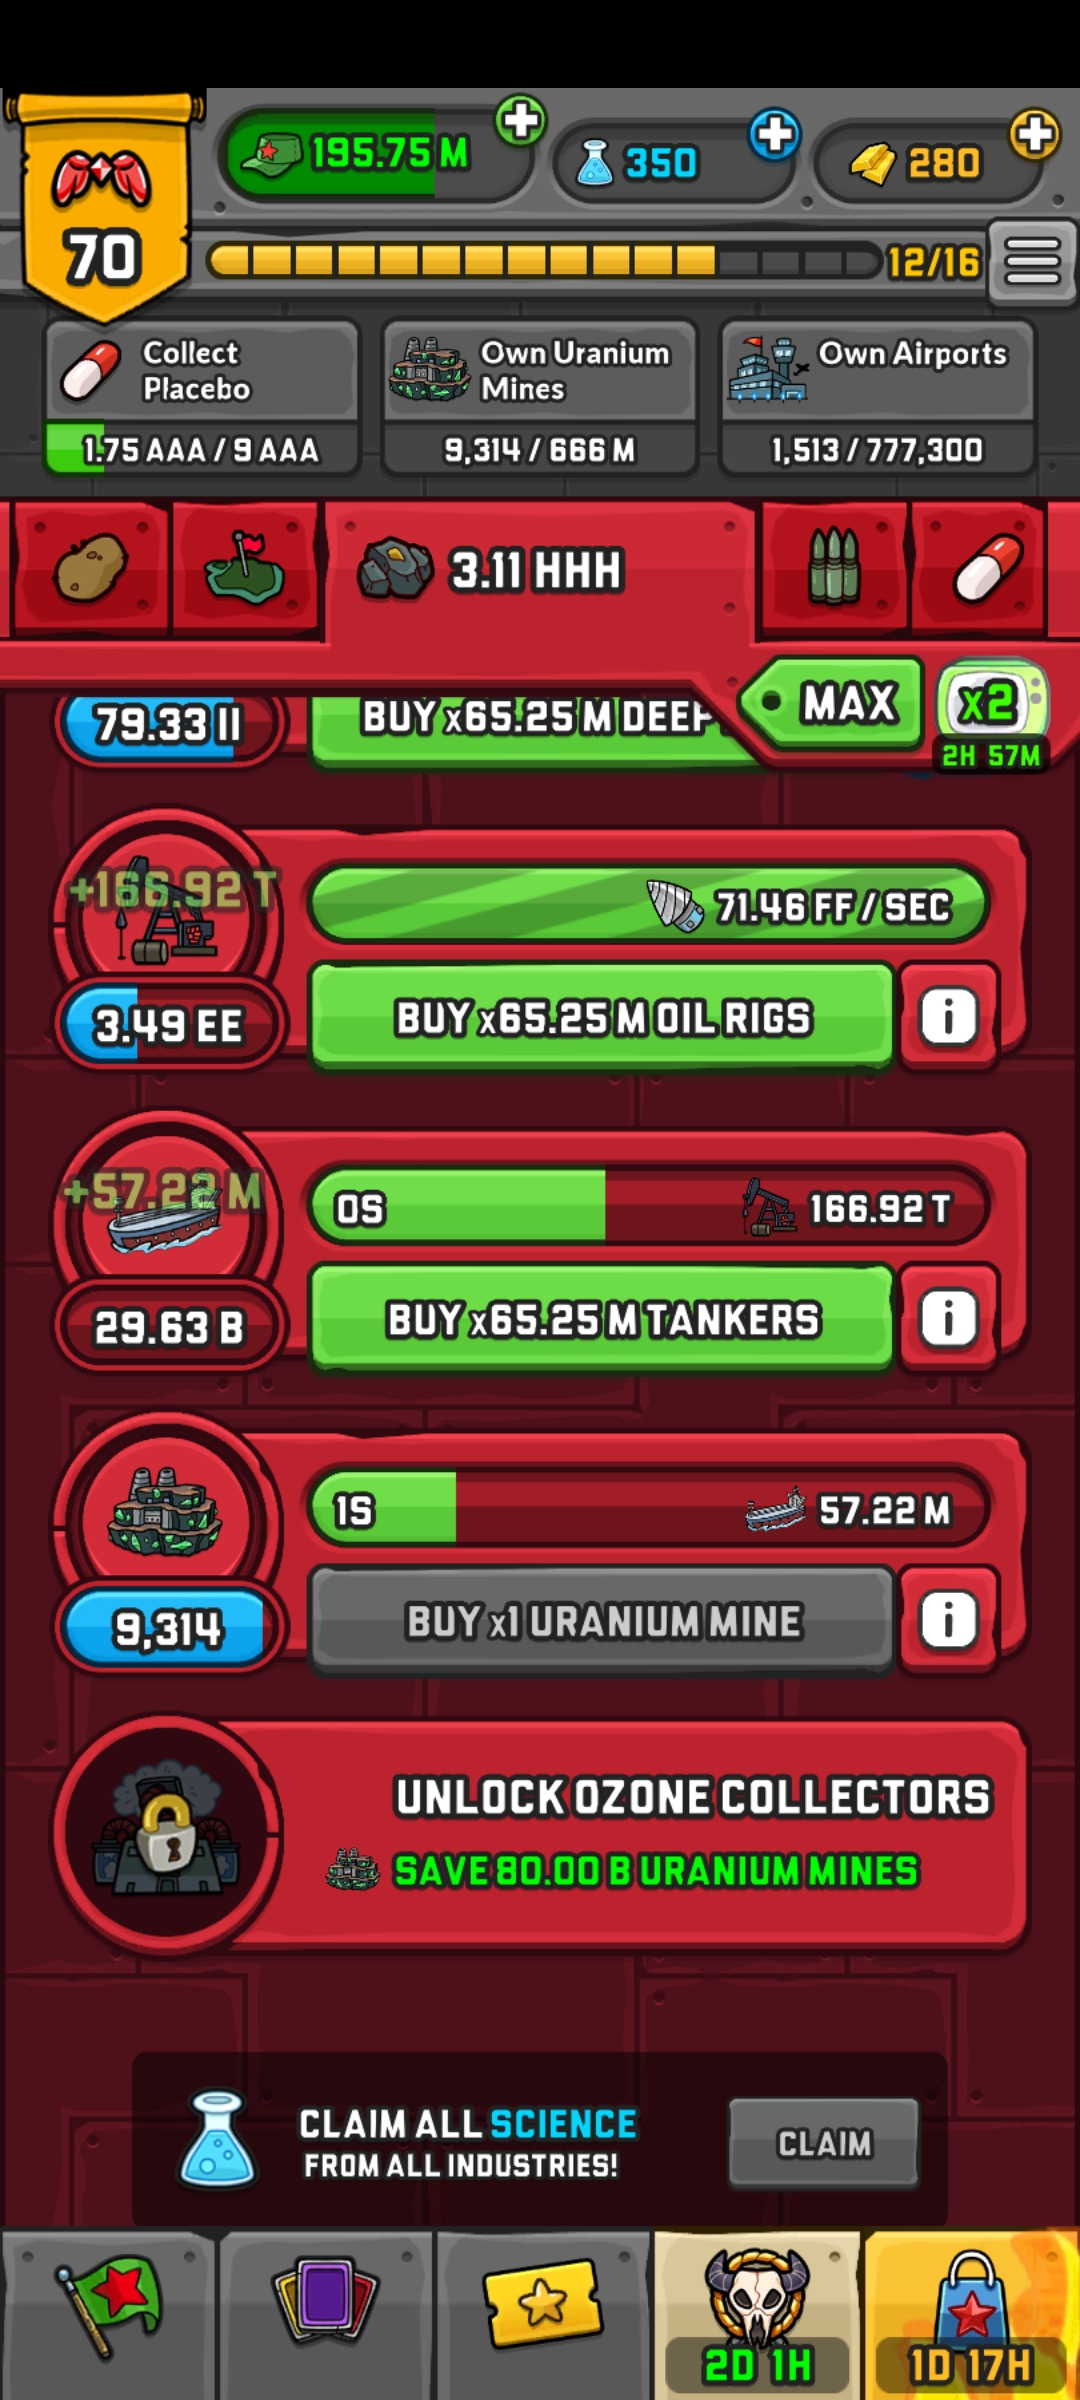 195.75 M
350
280
70
12/16
Collect
Placebo
1.75 AAA / 9 AAA
Own Uranium
Mines
9,314 / 666 M
Own Airports
1,513 / 777,300
3.11 HHH
MAX
x2
2H 57M
79.33 II
BUY x65.25 M DEEP
+166.92 T
71.46 FF / SEC
3.49 EE
BUY x65.25 M OIL RIGS
i
+57.22 M
0S
166.92 T
29.63 B
BUY x65.25 M TANKERS
i
1S
57.22 M
9,314
BUY x1 URANIUM MINE
i
UNLOCK OZONE COLLECTORS
SAVE 80.00 B URANIUM MINES
CLAIM ALL SCIENCE
FROM ALL INDUSTRIES!
CLAIM
2D 1H
1D 17H